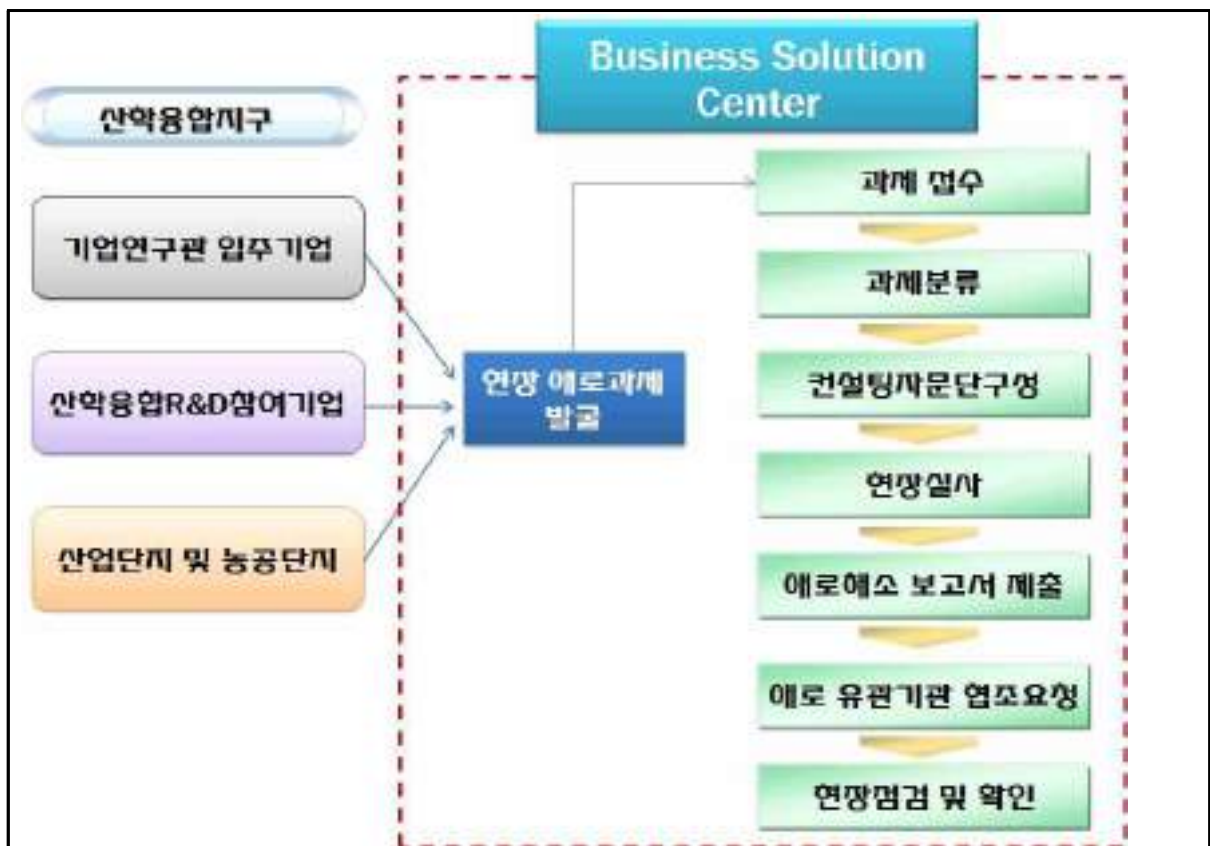 Business Solution
Center
산학융합지구
기업연구관 입주기업
산학융합R&D참여기업
산업단지 및 농공단지
현장 애로과제
발굴
과제 접수
과제분류
컨설팅자문단구성
현장실사
애로해소 보고서 제출
애로 유관기관 협조요청
현장점검 및 확인